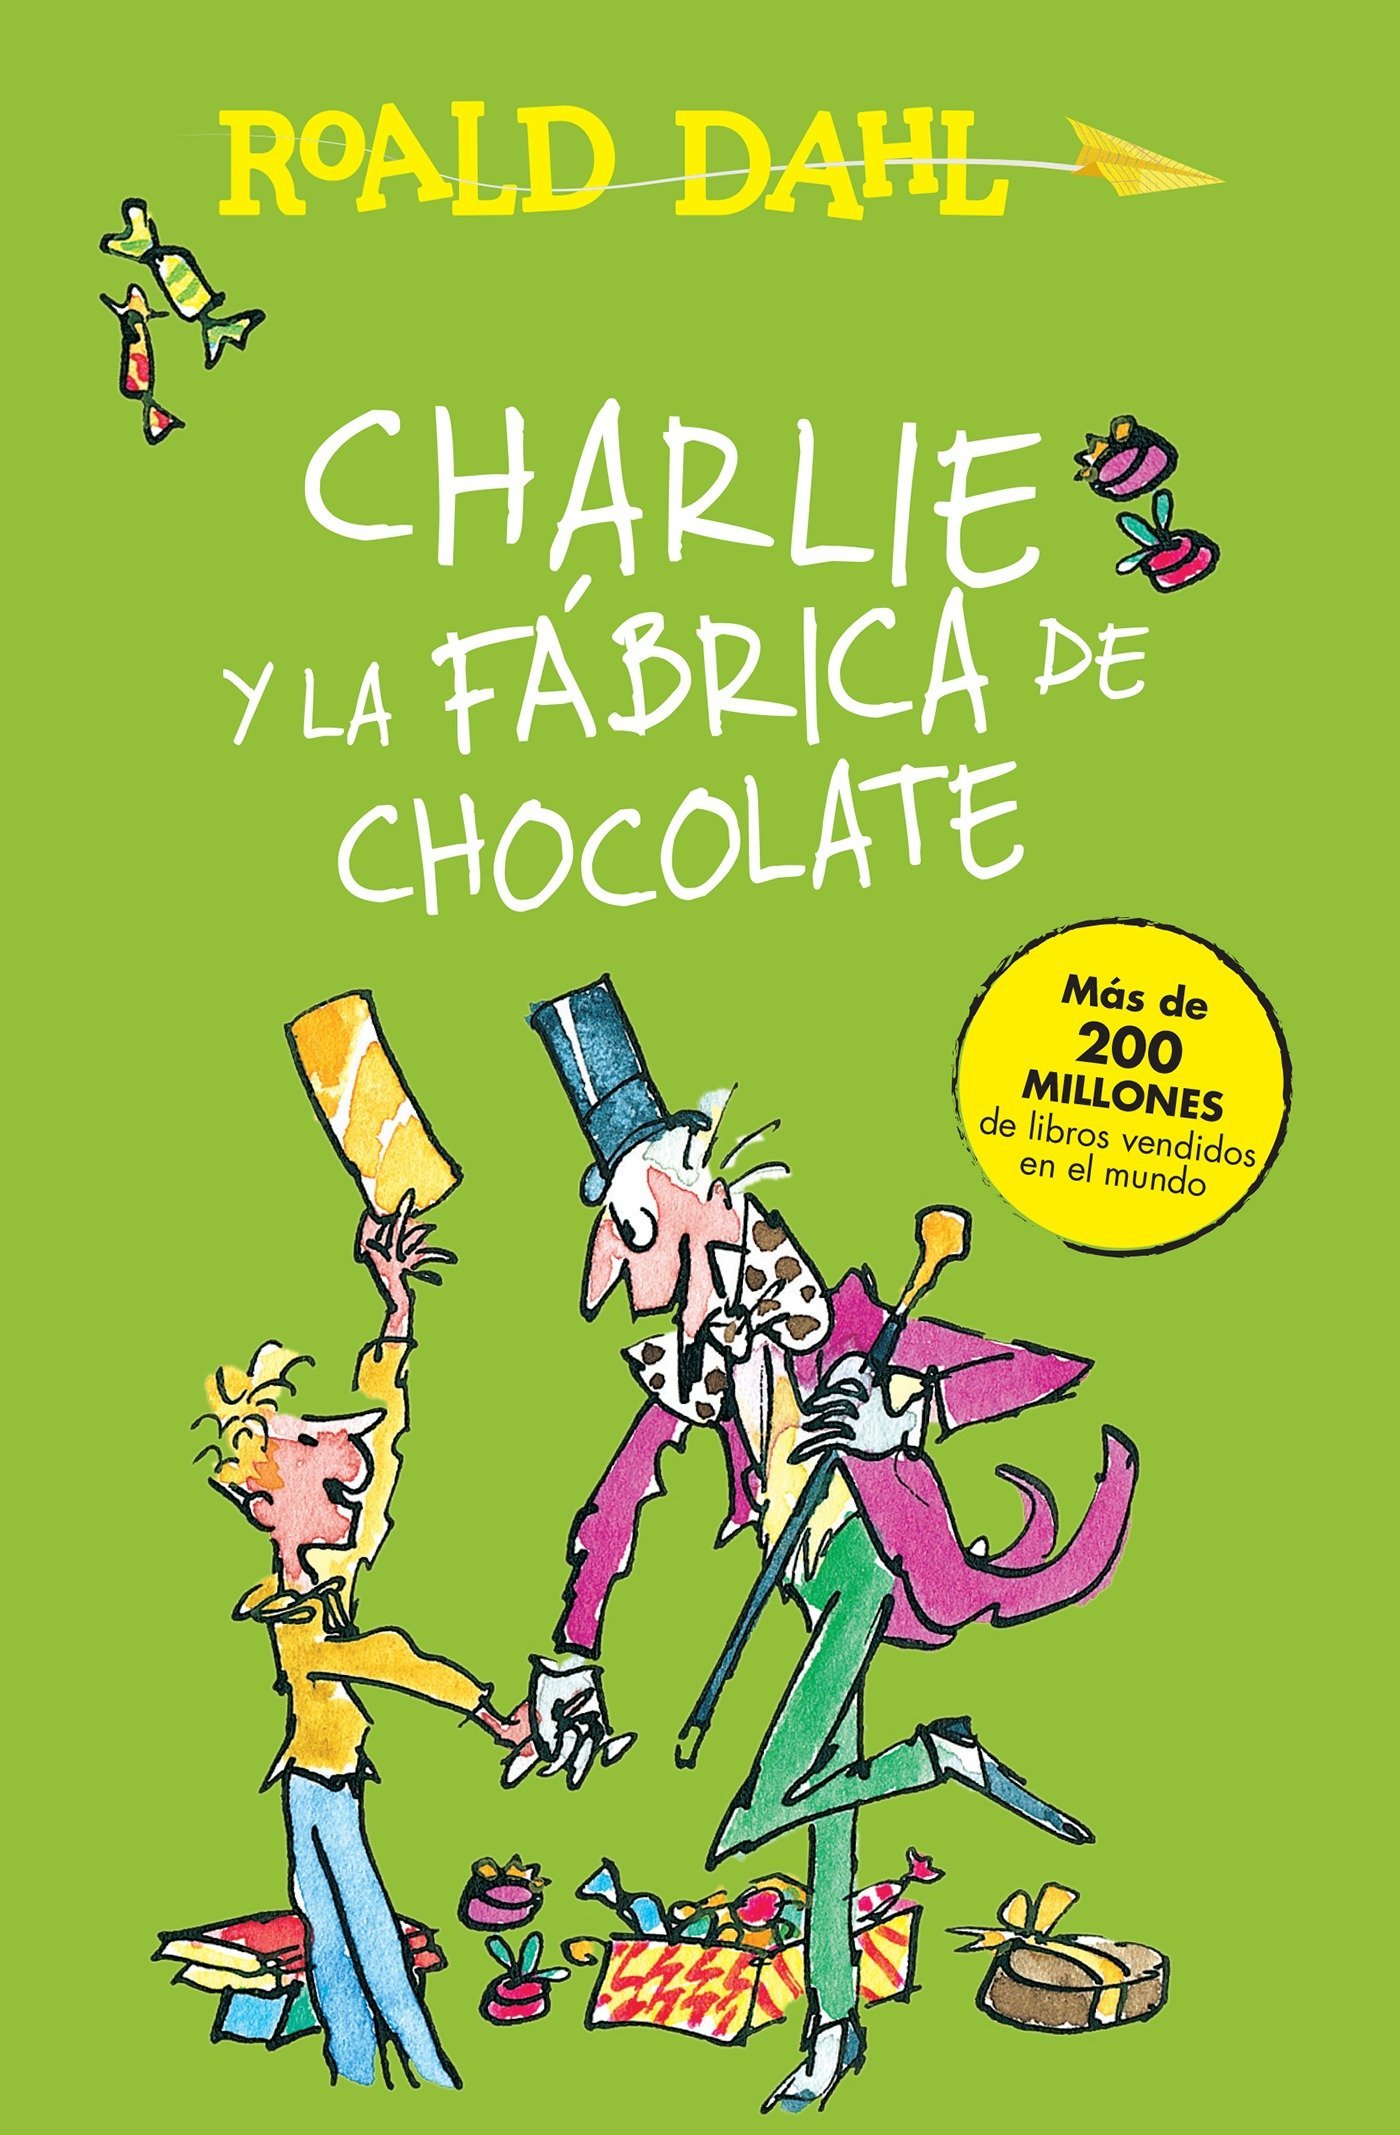 ROALD DAHL
CHARLIE
Y LA FÁBRICA DE
CHOCOLATE
Más de
200
MILLONES
de libros vendidos
en el mundo